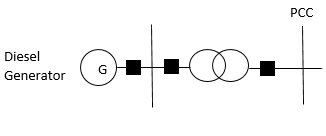 PCC
Diesel
Generator
G